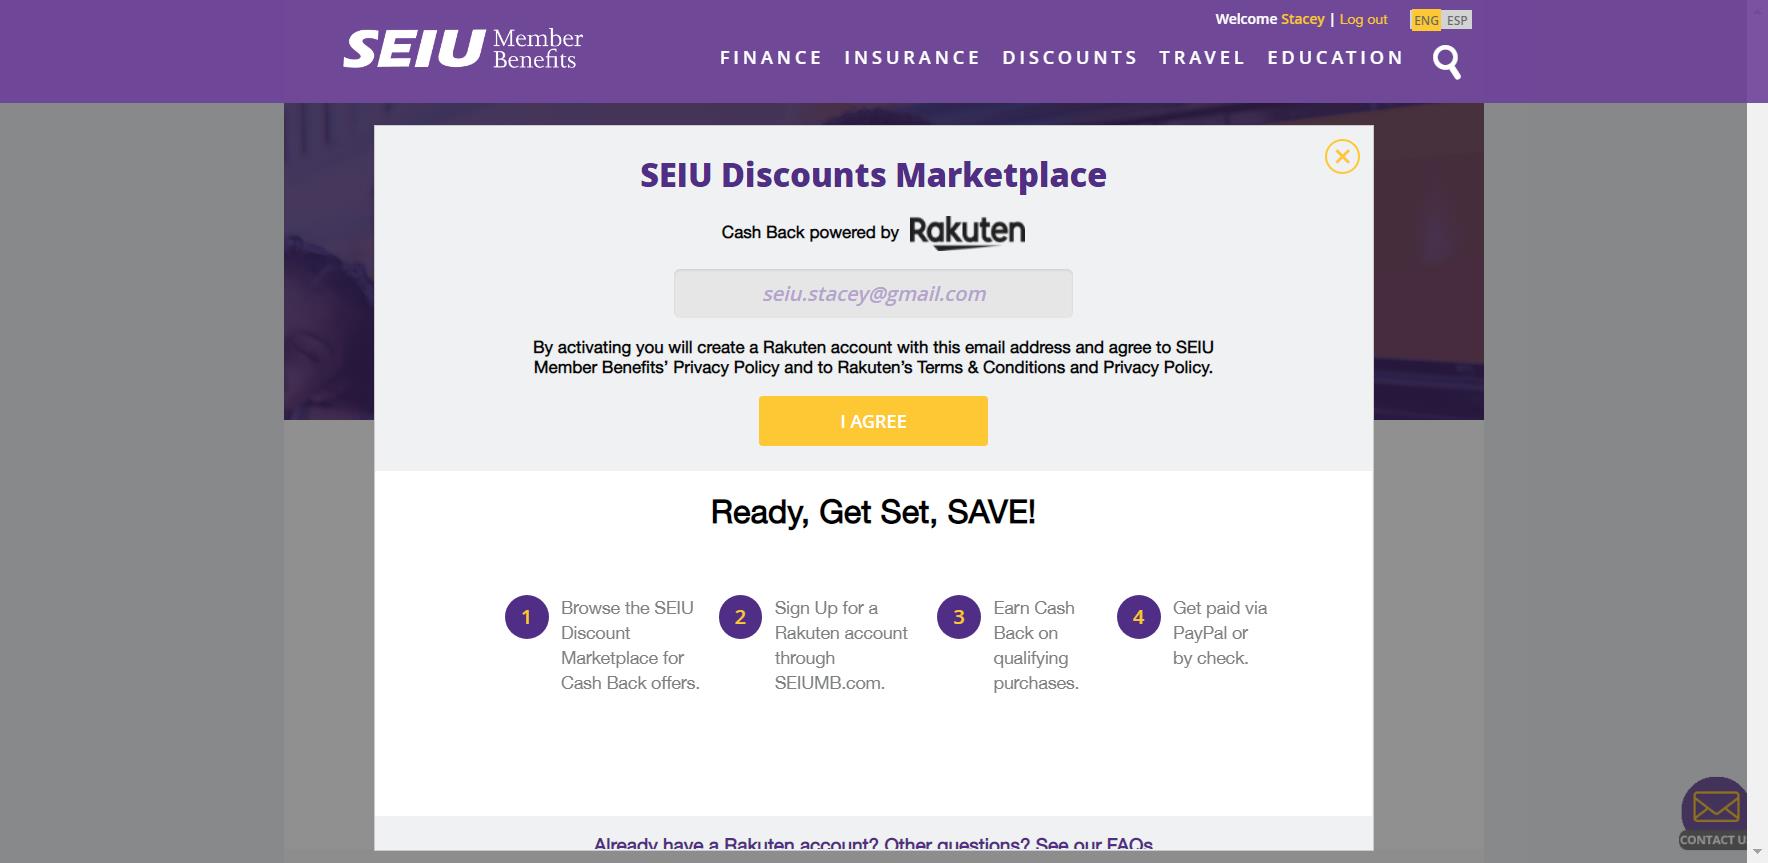 Welcome Stacey | Log out
ENG ESP
SEIU Member Benefits
FINANCE INSURANCE DISCOUNTS TRAVEL EDUCATION
SEIU Discounts Marketplace
Cash Back powered by Rakuten
seiu.stacey@gmail.com
By activating you will create a Rakuten account with this email address and agree to SEIU
Member Benefits’ Privacy Policy and to Rakuten’s Terms & Conditions and Privacy Policy.
I AGREE
Ready, Get Set, SAVE!
1
Browse the SEIU
Discount
Marketplace for
Cash Back offers.
2
Sign Up for a
Rakuten account
through
SEIUMB.com.
3
Earn Cash
Back on
qualifying
purchases.
4
Get paid via
PayPal or
by check.
Already have a Rakuten account? Other questions? See our FAQs
CONTACT U